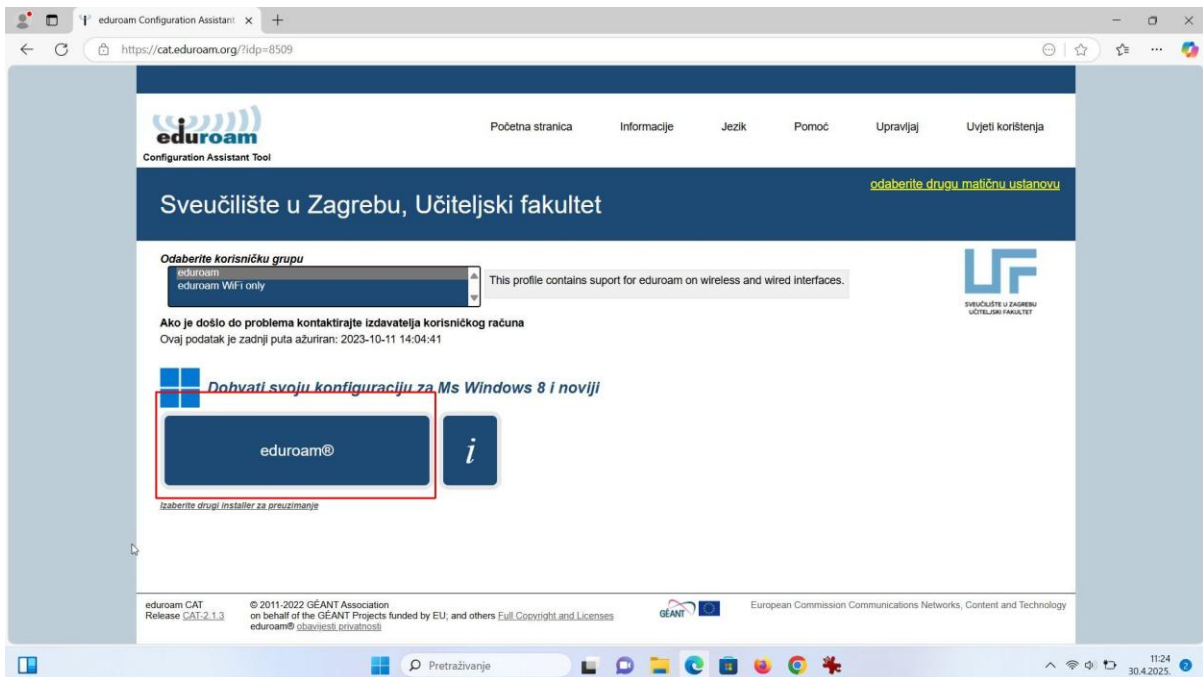 eduroam Configuration Assistant
https://cat.eduroam.org/?idp=8509
eduroam
Configuration Assistant Tool
Početna stranica
Informacije
Jezik
Pomoć
Upravljaj
Uvjeti korištenja
odaberite drugu matičnu ustanovu
Sveučilište u Zagrebu, Učiteljski fakultet
Odaberite korisničku grupu
eduroam
eduroam WiFi only
This profile contains suport for eduroam on wireless and wired interfaces.
UF
SVEUČILIŠTE U ZAGREBU
UČITELJSKI FAKULTET
Ako je došlo do problema kontaktirajte izdavatelja korisničkog računa
Ovaj podatak je zadnji puta ažuriran: 2023-10-11 14:04:41
Dohvati svoju konfiguraciju za Ms Windows 8 i noviji
eduroam®
i
Izaberite drugi installer za preuzimanje
eduroam CAT
Release CAT-2.1.3
© 2011-2022 GÉANT Association
on behalf of the GÉANT Projects funded by EU; and others Full Copyright and Licenses
eduroam® obavijesti privatnosti
GÉANT
European Commission Communications Networks, Content and Technology
Pretraživanje
11:24
30.4.2025.
2